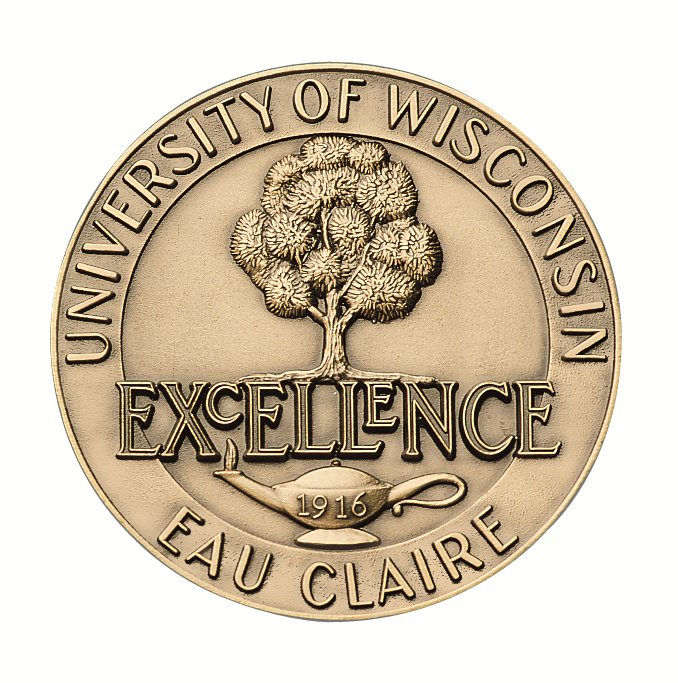 UNIVERSITY OF WISCONSIN
EXCELLENCE
1916
EAU CLAIRE